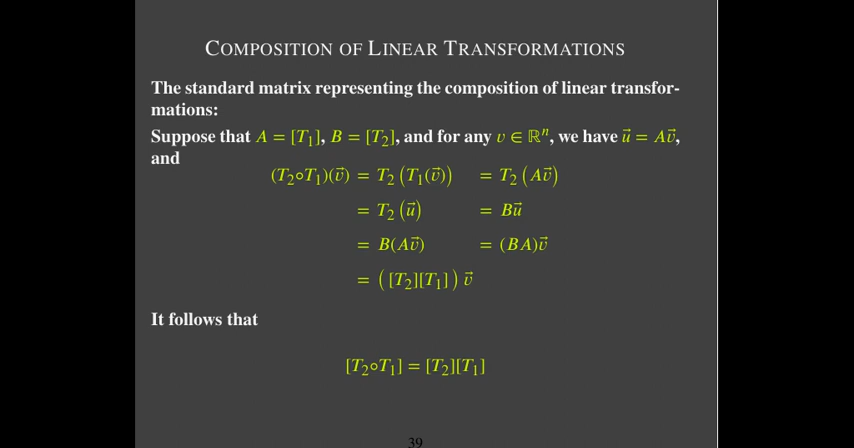 COMPOSITION OF LINEAR TRANSFORMATIONS
The standard matrix representing the composition of linear transfor-
mations:
Suppose that A = [T₁], B = [T₂], and for any v ∈ ℝⁿ, we have u⃗ = Av⃗,
and
(T₂∘T₁)(v⃗) = T₂(T₁(v⃗)) = T₂(Av⃗)
= T₂(u⃗) = Bu⃗
= B(Av⃗) = (BA)v⃗
= ([T₂][T₁])v⃗
It follows that
[T₂∘T₁] = [T₂][T₁]
39